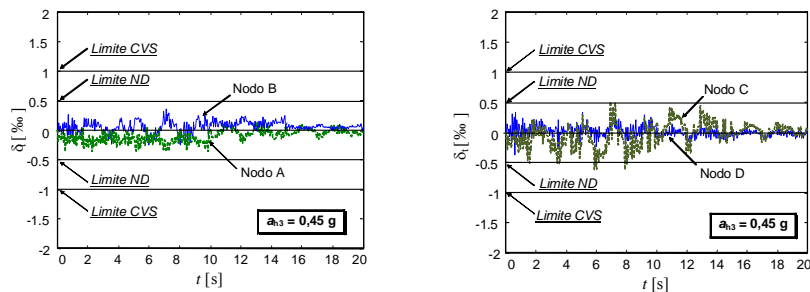 2
1.5
Limite CVS
1
Limite ND
Nodo B
0.5
δ [‰]
0
-0.5
Nodo A
Limite ND
-1
Limite CVS
-1.5
a_h3 = 0,45 g
-2
0 2 4 6 8 10 12 14 16 18 20
t [s]
2
1.5
Limite CVS
1
Limite ND
Nodo C
0.5
δt [‰]
0
-0.5
Nodo D
Limite ND
-1
Limite CVS
-1.5
a_h3 = 0,45 g
-2
0 2 4 6 8 10 12 14 16 18 20
t [s]